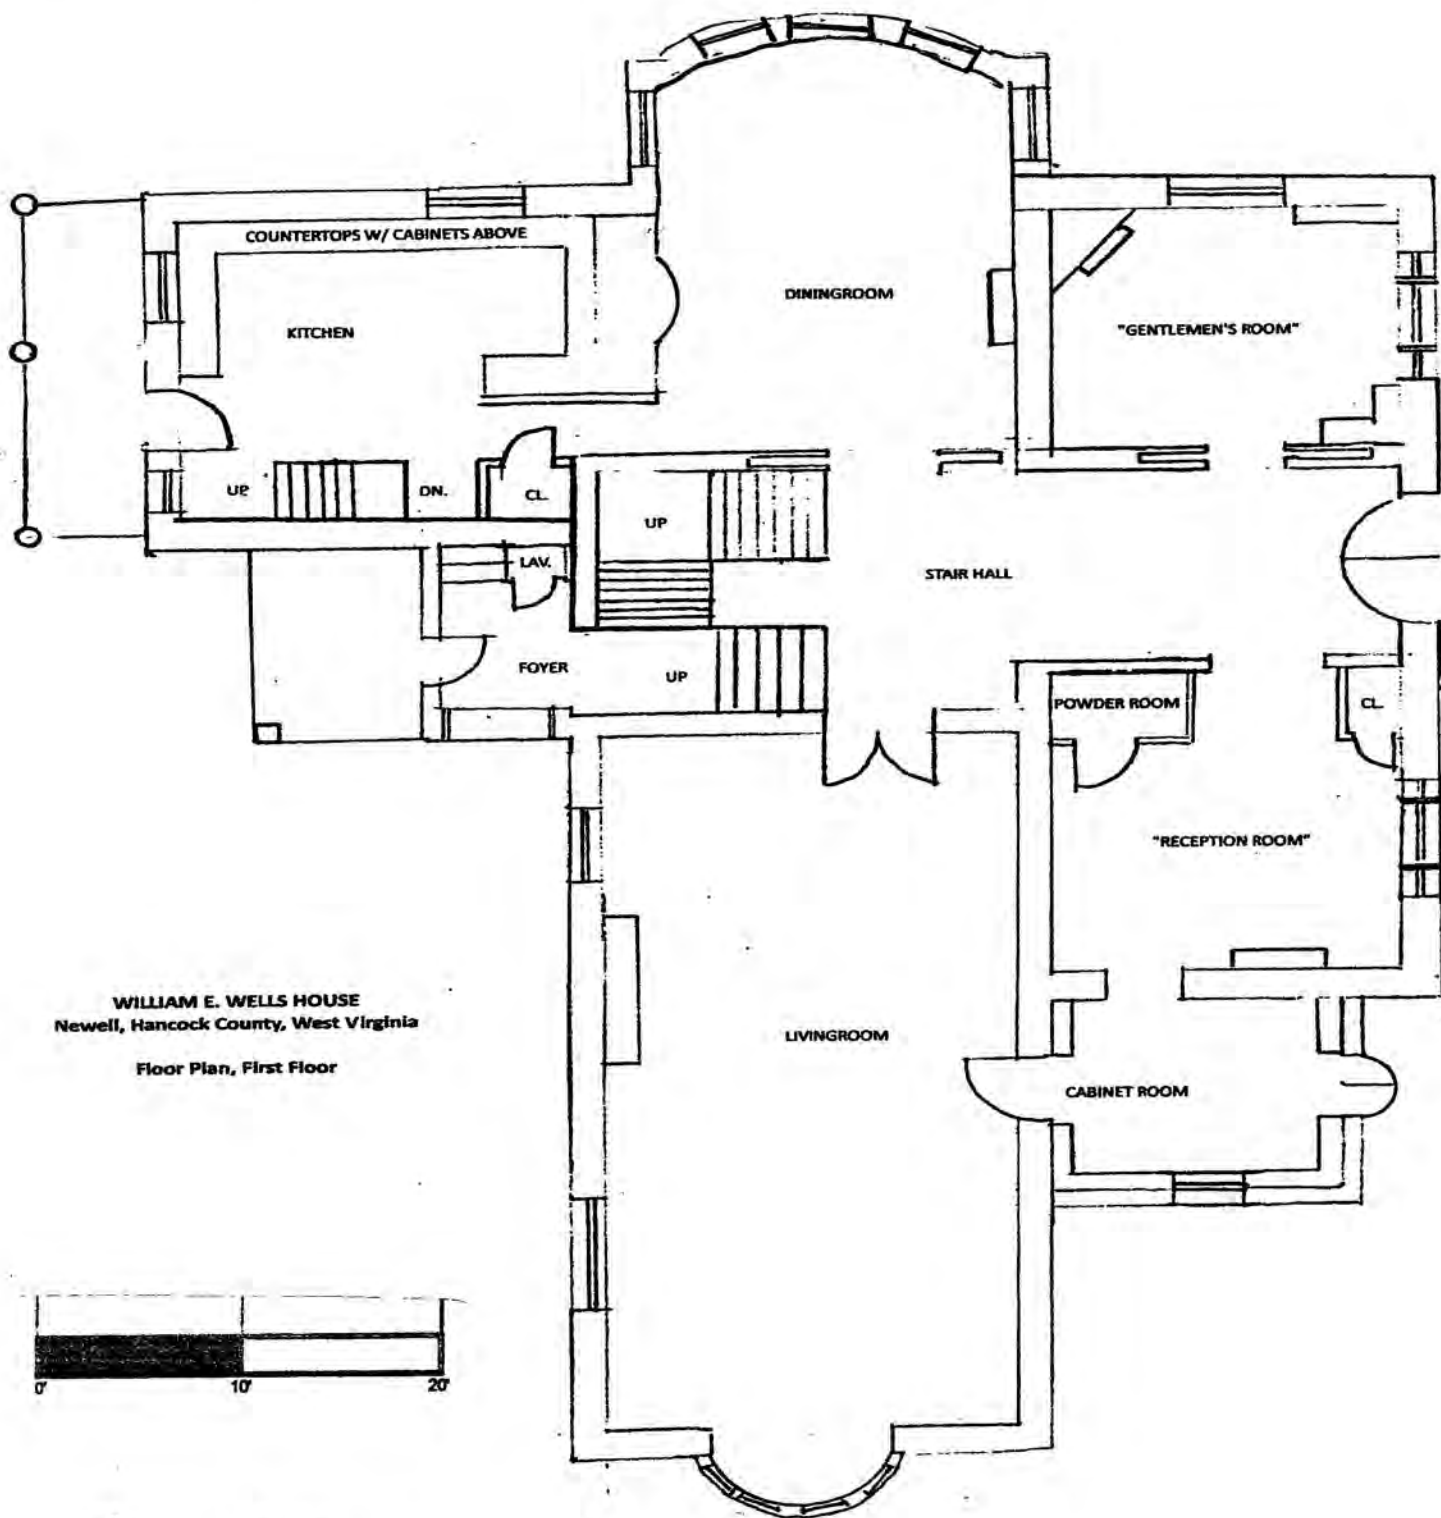 COUNTERTOPS W/ CABINETS ABOVE
KITCHEN
DININGROOM
"GENTLEMEN'S ROOM"
UP
DN.
CL.
UP
LAV.
STAIR HALL
FOYER
UP
POWDER ROOM
CL.
"RECEPTION ROOM"
WILLIAM E. WELLS HOUSE
Newell, Hancock County, West Virginia
Floor Plan, First Floor
LIVINGROOM
CABINET ROOM
0'
10'
20'